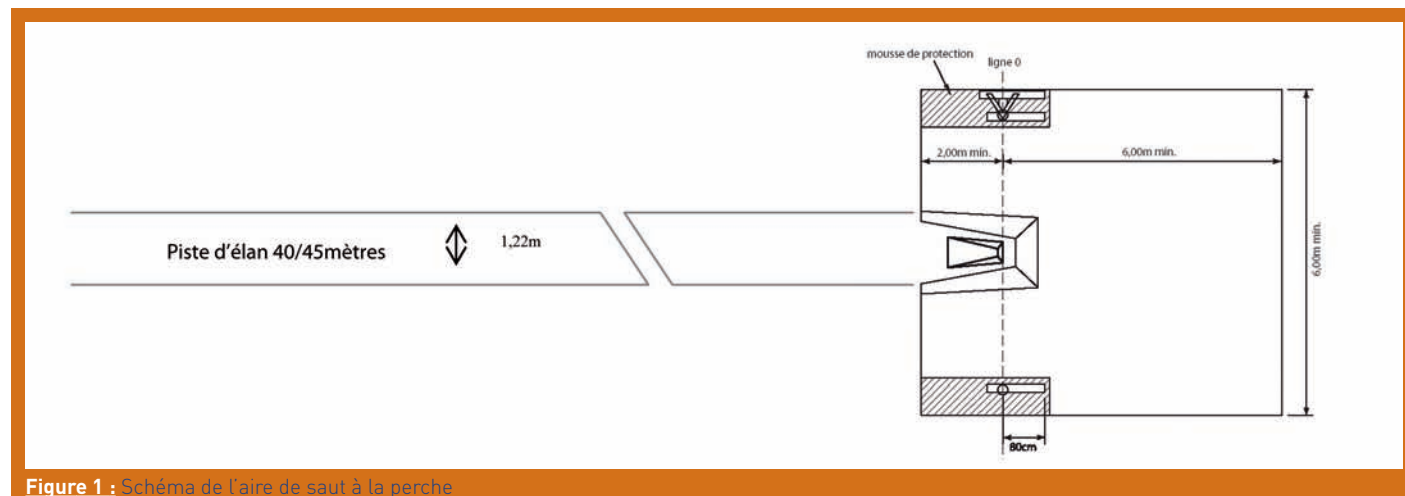 mousse de protection
ligne 0
2,00m min.
6,00m min.
Piste d'élan 40/45mètres
1,22m
6,00m min.
80cm
Figure 1 : Schéma de l'aire de saut à la perche